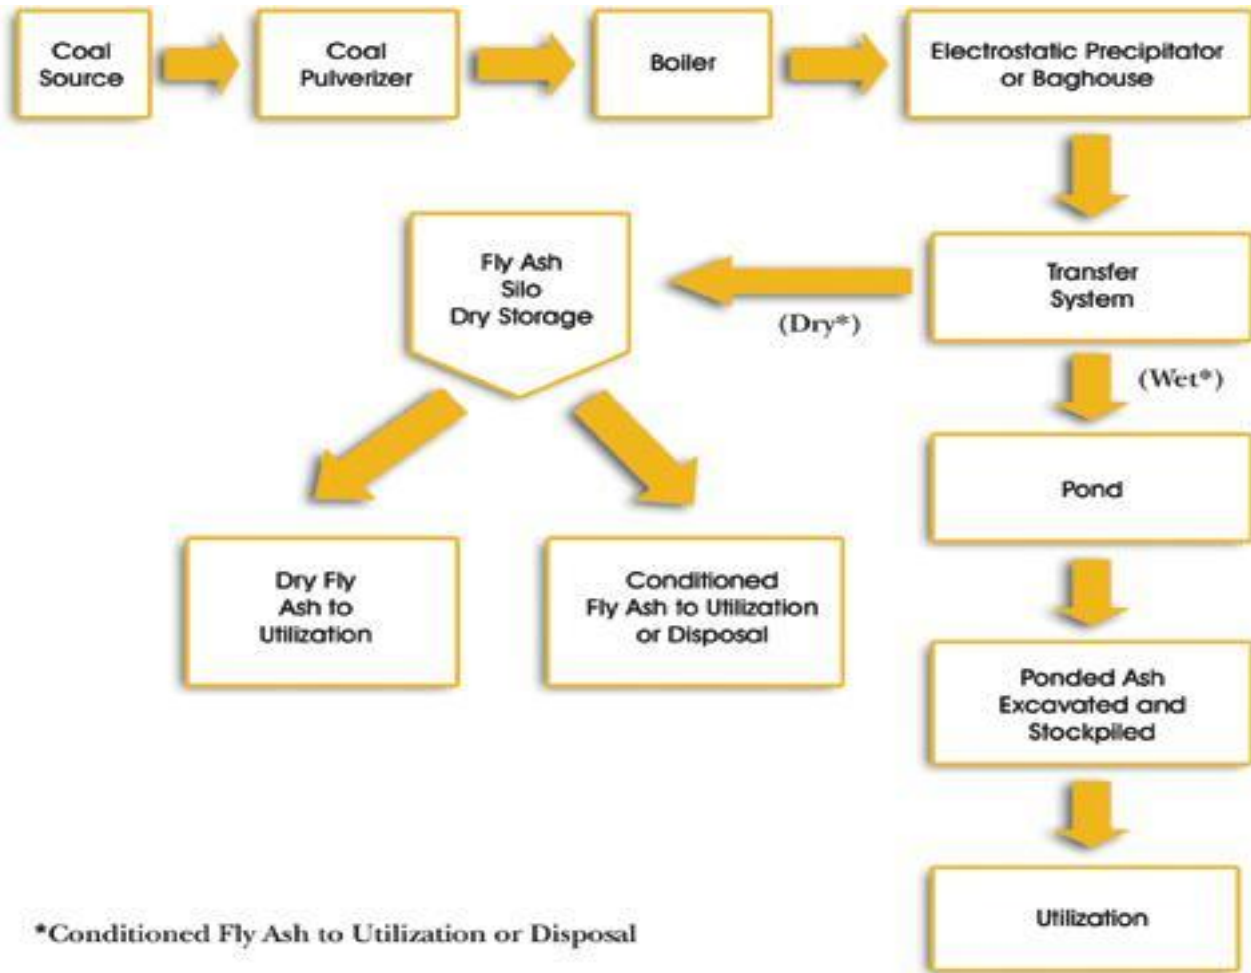 Coal
Source
Coal
Pulverizer
Boiler
Electrostatic Precipitator
or Baghouse
Fly Ash
Silo
Dry Storage
(Dry*)
Transfer
System
(Wet*)
Pond
Dry Fly
Ash to
Utilization
Conditioned
Fly Ash to Utilization
or Disposal
Ponded Ash
Excavated and
Stockpiled
Utilization
*Conditioned Fly Ash to Utilization or Disposal